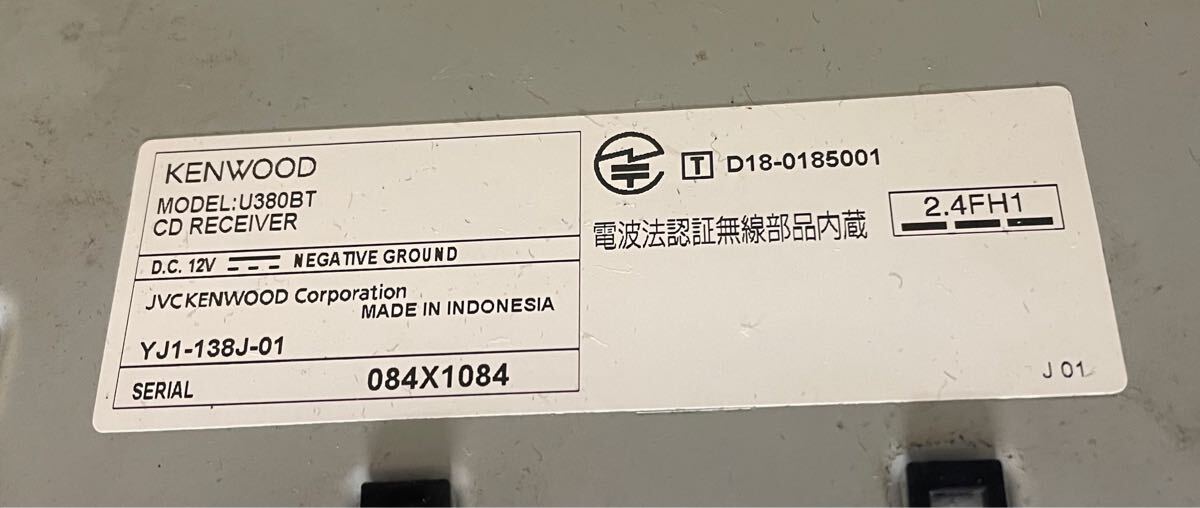 KENWOOD
MODEL:U380BT
CD RECEIVER
D.C. 12V NEGATIVE GROUND
JVCKENWOOD Corporation
MADE IN INDONESIA
YJ1-138J-01
SERIAL 084X1084
T D18-0185001
電波法認証無線部品内蔵
2.4FH1
J 01